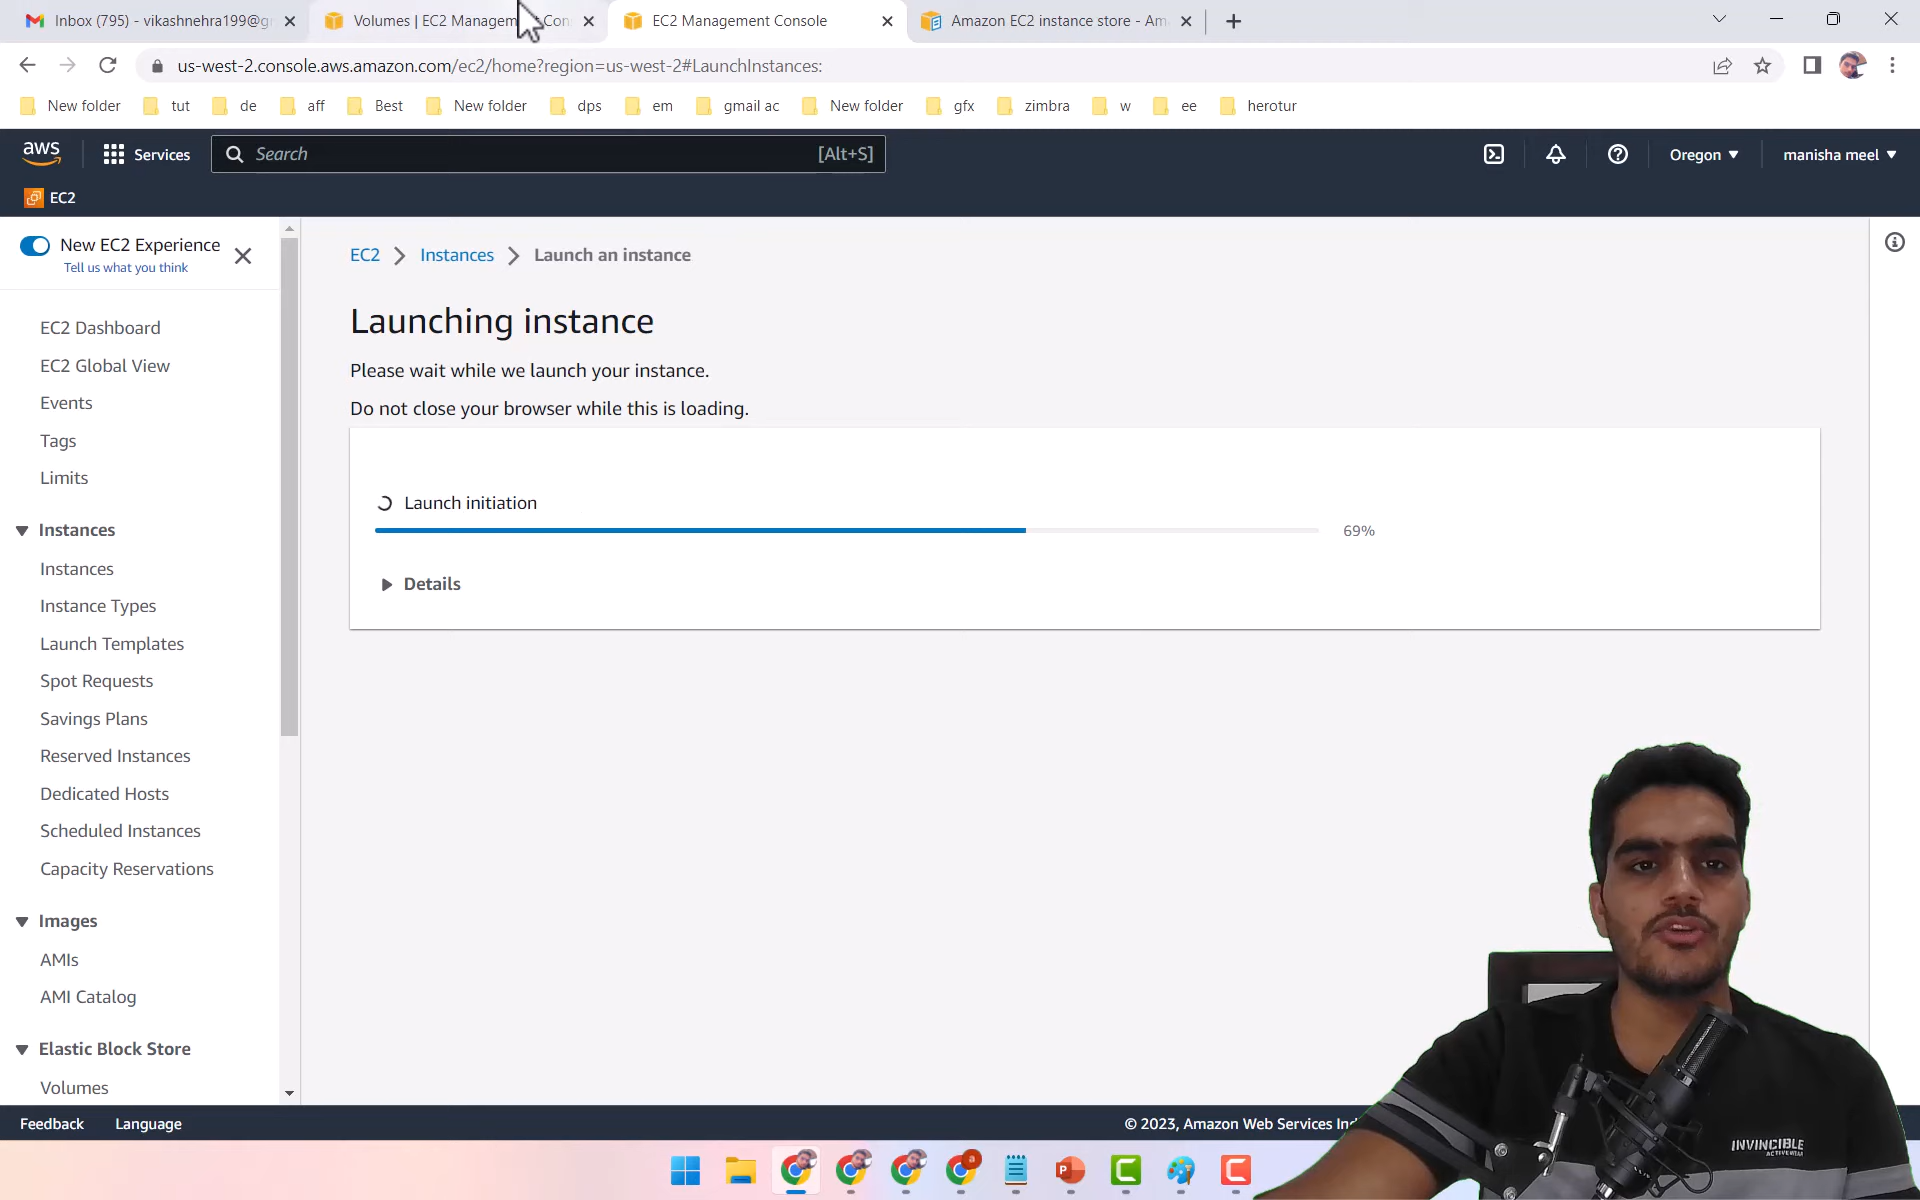 Inbox (795) - vikashnehra199@g
Volumes | EC2 Managem Con
EC2 Management Console
Amazon EC2 instance store - Am
us-west-2.console.aws.amazon.com/ec2/home?region=us-west-2#LaunchInstances:
New folder
tut
de
aff
Best
New folder
dps
em
gmail ac
New folder
gfx
zimbra
w
ee
herotur
aws
Services
Search
[Alt+S]
Oregon
manisha meel
EC2
New EC2 Experience
Tell us what you think
EC2 Dashboard
EC2 Global View
Events
Tags
Limits
Instances
Instances
Instance Types
Launch Templates
Spot Requests
Savings Plans
Reserved Instances
Dedicated Hosts
Scheduled Instances
Capacity Reservations
Images
AMIs
AMI Catalog
Elastic Block Store
Volumes
EC2 > Instances > Launch an instance
Launching instance
Please wait while we launch your instance.
Do not close your browser while this is loading.
Launch initiation
69%
Details
INVINCIBLE
Feedback
Language
© 2023, Amazon Web Services In